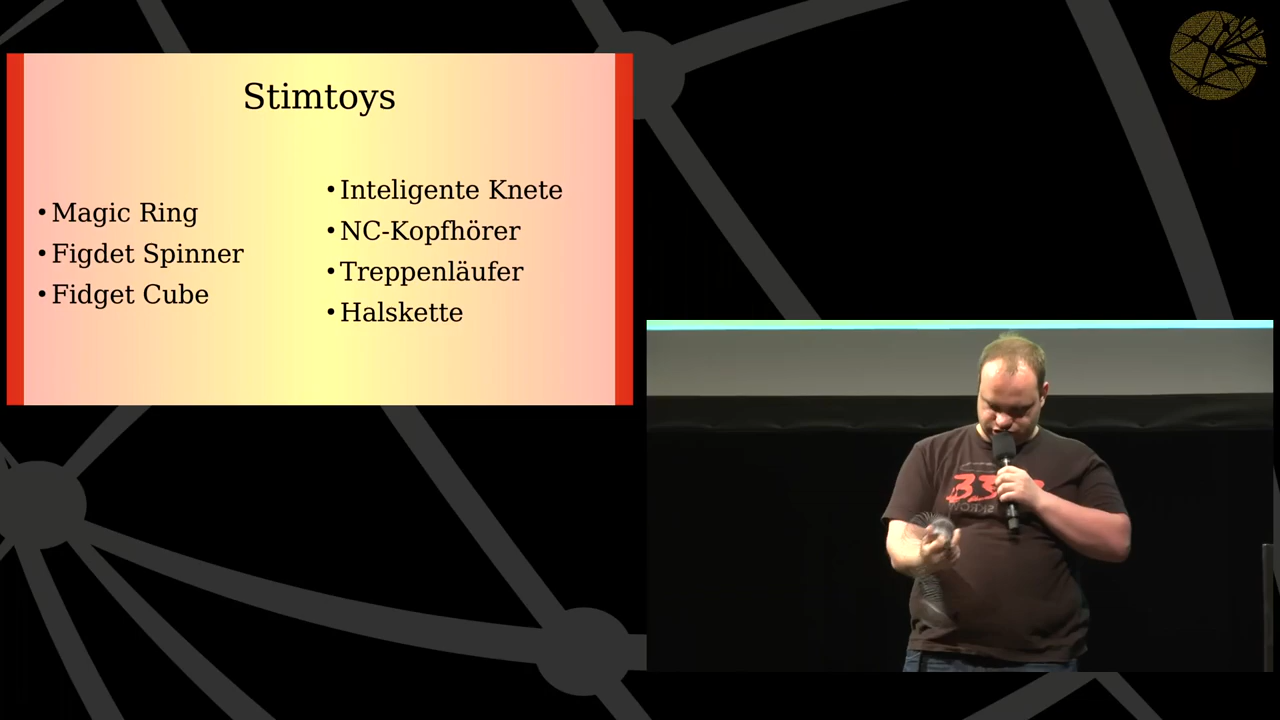 Stimtoys
• Magic Ring
• Figdet Spinner
• Fidget Cube
• Inteligente Knete
• NC-Kopfhörer
• Treppenläufer
• Halskette